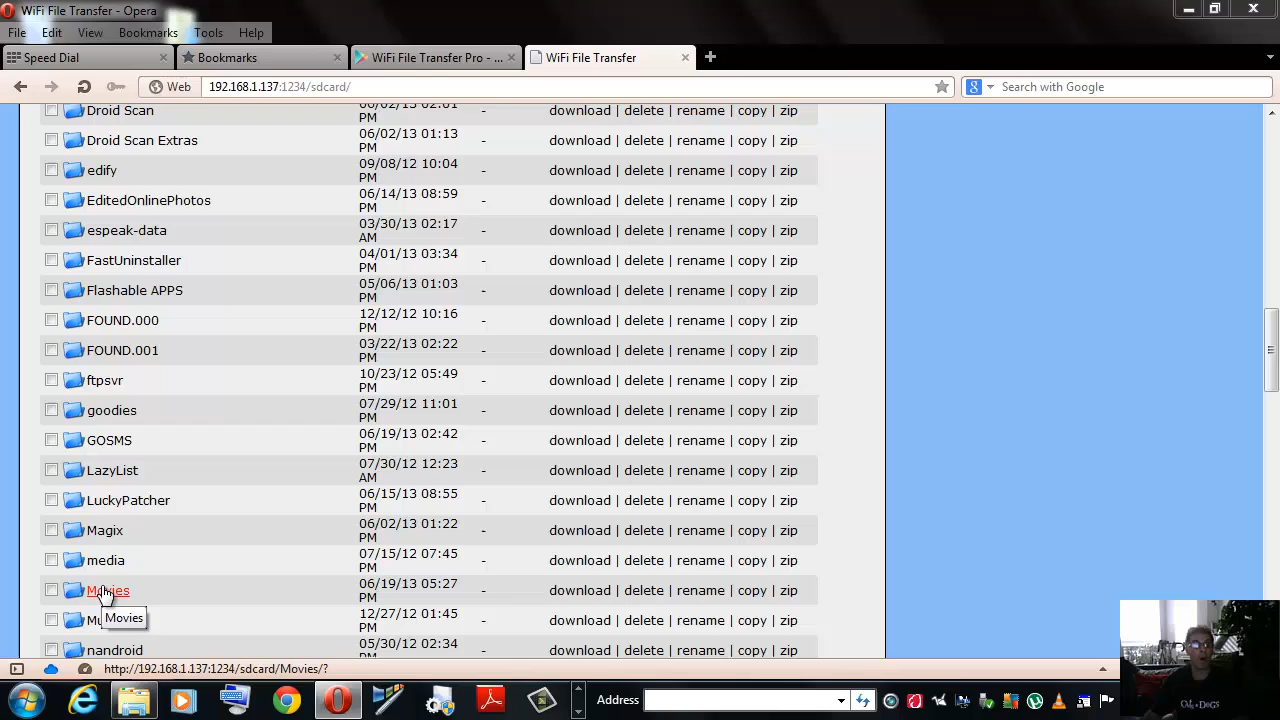 WiFi File Transfer - Opera
File Edit View Bookmarks Tools Help
Speed Dial Bookmarks WiFi File Transfer Pro - ... WiFi File Transfer
Web 192.168.1.137:1234/sdcard/ Search with Google
Droid Scan 06/02/13 02:01 PM - download | delete | rename | copy | zip
Droid Scan Extras 06/02/13 01:13 PM - download | delete | rename | copy | zip
edify 09/08/12 10:04 PM - download | delete | rename | copy | zip
EditedOnlinePhotos 06/14/13 08:59 PM - download | delete | rename | copy | zip
espeak-data 03/30/13 02:17 AM - download | delete | rename | copy | zip
FastUninstaller 04/01/13 03:34 PM - download | delete | rename | copy | zip
Flashable APPS 05/06/13 01:03 PM - download | delete | rename | copy | zip
FOUND.000 12/12/12 10:16 PM - download | delete | rename | copy | zip
FOUND.001 03/22/13 02:22 PM - download | delete | rename | copy | zip
ftpsvr 10/23/12 05:49 PM - download | delete | rename | copy | zip
goodies 07/29/12 11:01 PM - download | delete | rename | copy | zip
GOSMS 06/19/13 02:42 PM - download | delete | rename | copy | zip
LazyList 07/30/12 12:23 AM - download | delete | rename | copy | zip
LuckyPatcher 06/15/13 08:55 PM - download | delete | rename | copy | zip
Magix 06/02/13 01:22 PM - download | delete | rename | copy | zip
media 07/15/12 07:45 PM - download | delete | rename | copy | zip
Movies 06/19/13 05:27 PM - download | delete | rename | copy | zip
Movies
12/27/12 01:45 PM - download | delete | rename | copy | zip
nandroid 05/30/12 02:34 PM - download | delete | rename | copy | zip
http://192.168.1.137:1234/sdcard/Movies/?
Address